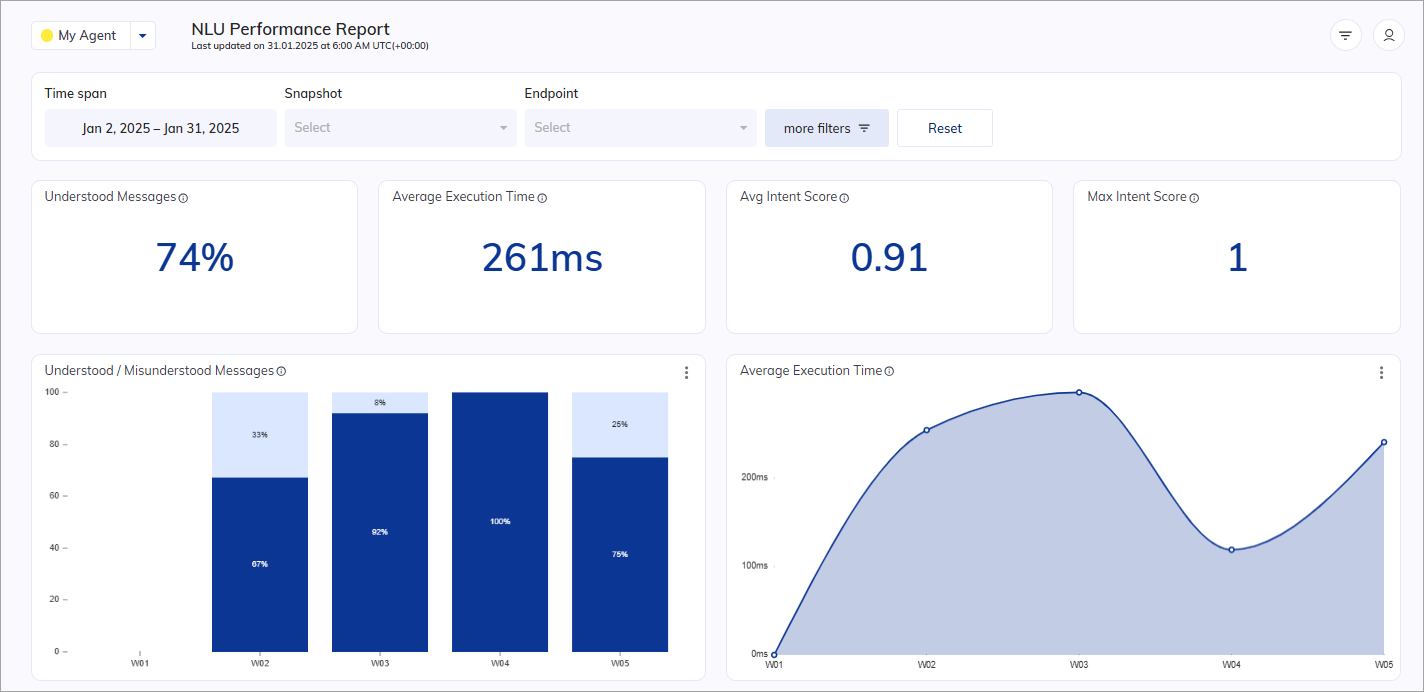 My Agent
NLU Performance Report
Last updated on 31.01.2025 at 6:00 AM UTC(+00:00)
Time span
Snapshot
Endpoint
Jan 2, 2025 – Jan 31, 2025
Select
Select
more filters
Reset
Understood Messages
74%
Average Execution Time
261ms
Avg Intent Score
0.91
Max Intent Score
1
Understood / Misunderstood Messages
100
80
60
40
20
0
33%
67%
8%
92%
100%
25%
75%
W01
W02
W03
W04
W05
Average Execution Time
200ms
100ms
0ms
W01
W02
W03
W04
W05